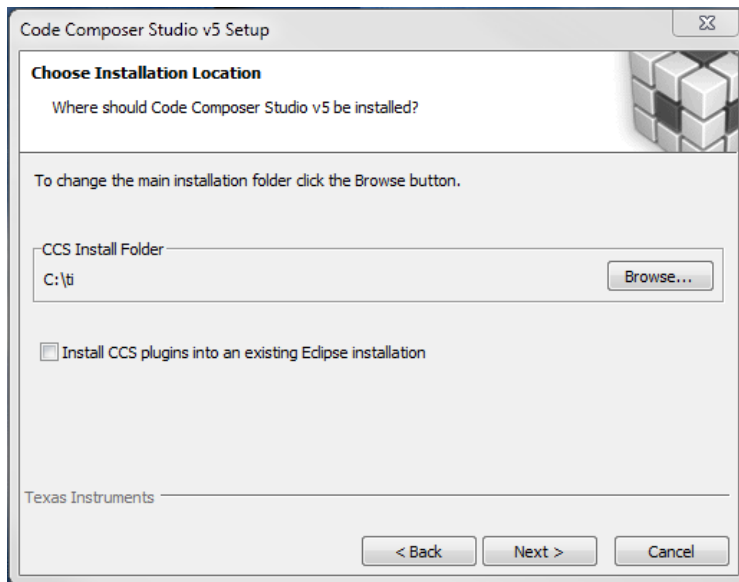 Code Composer Studio v5 Setup
Choose Installation Location
Where should Code Composer Studio v5 be installed?
To change the main installation folder click the Browse button.
CCS Install Folder
C:\ti
Browse...
Install CCS plugins into an existing Eclipse installation
Texas Instruments
< Back Next > Cancel